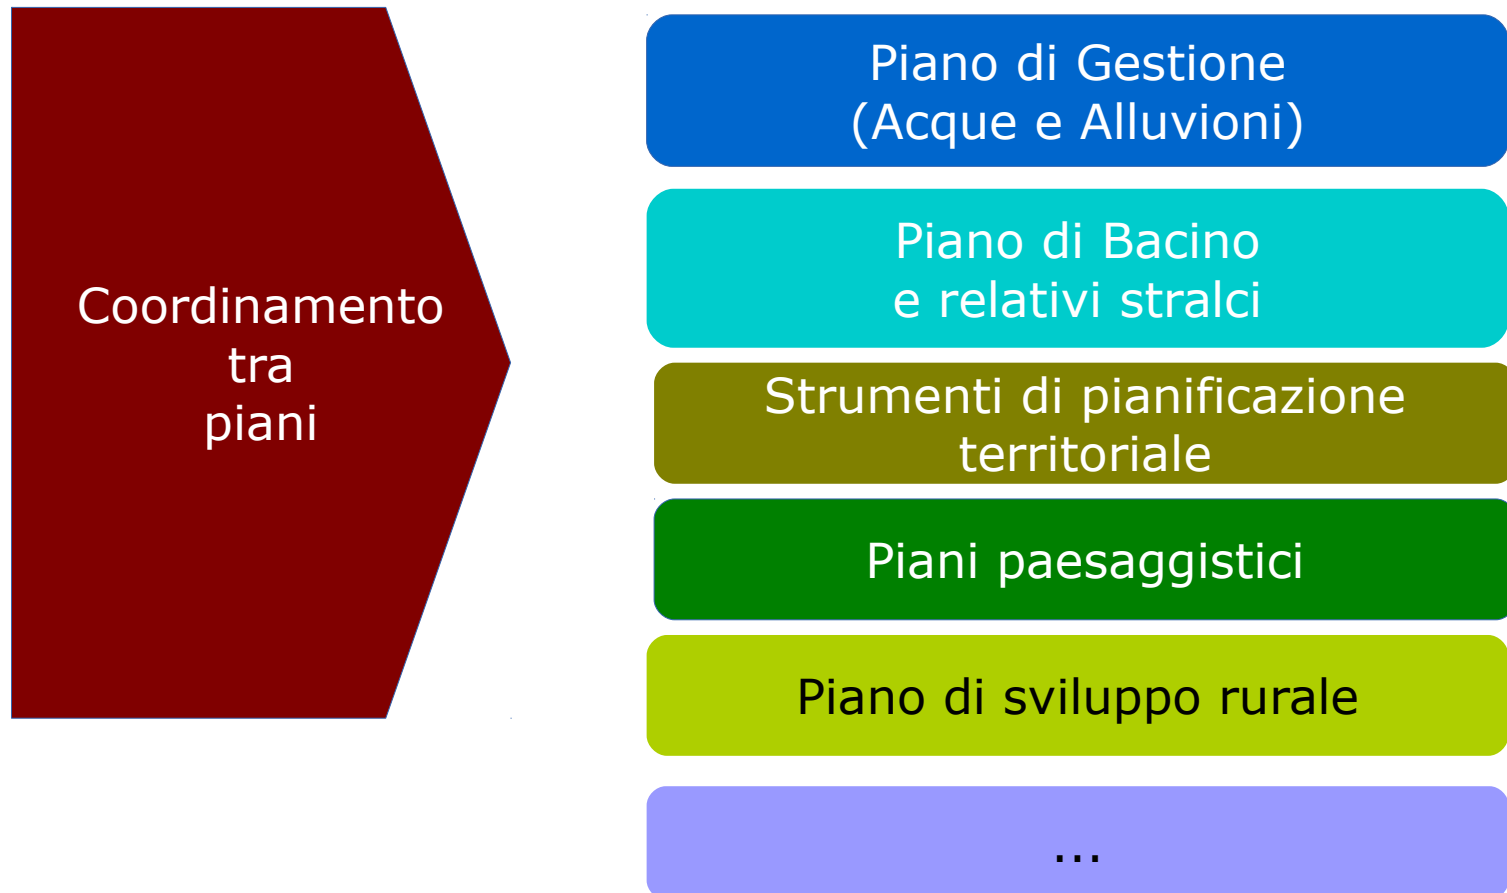 Coordinamento
tra
piani
Piano di Gestione
(Acque e Alluvioni)
Piano di Bacino
e relativi stralci
Strumenti di pianificazione
territoriale
Piani paesaggistici
Piano di sviluppo rurale
...